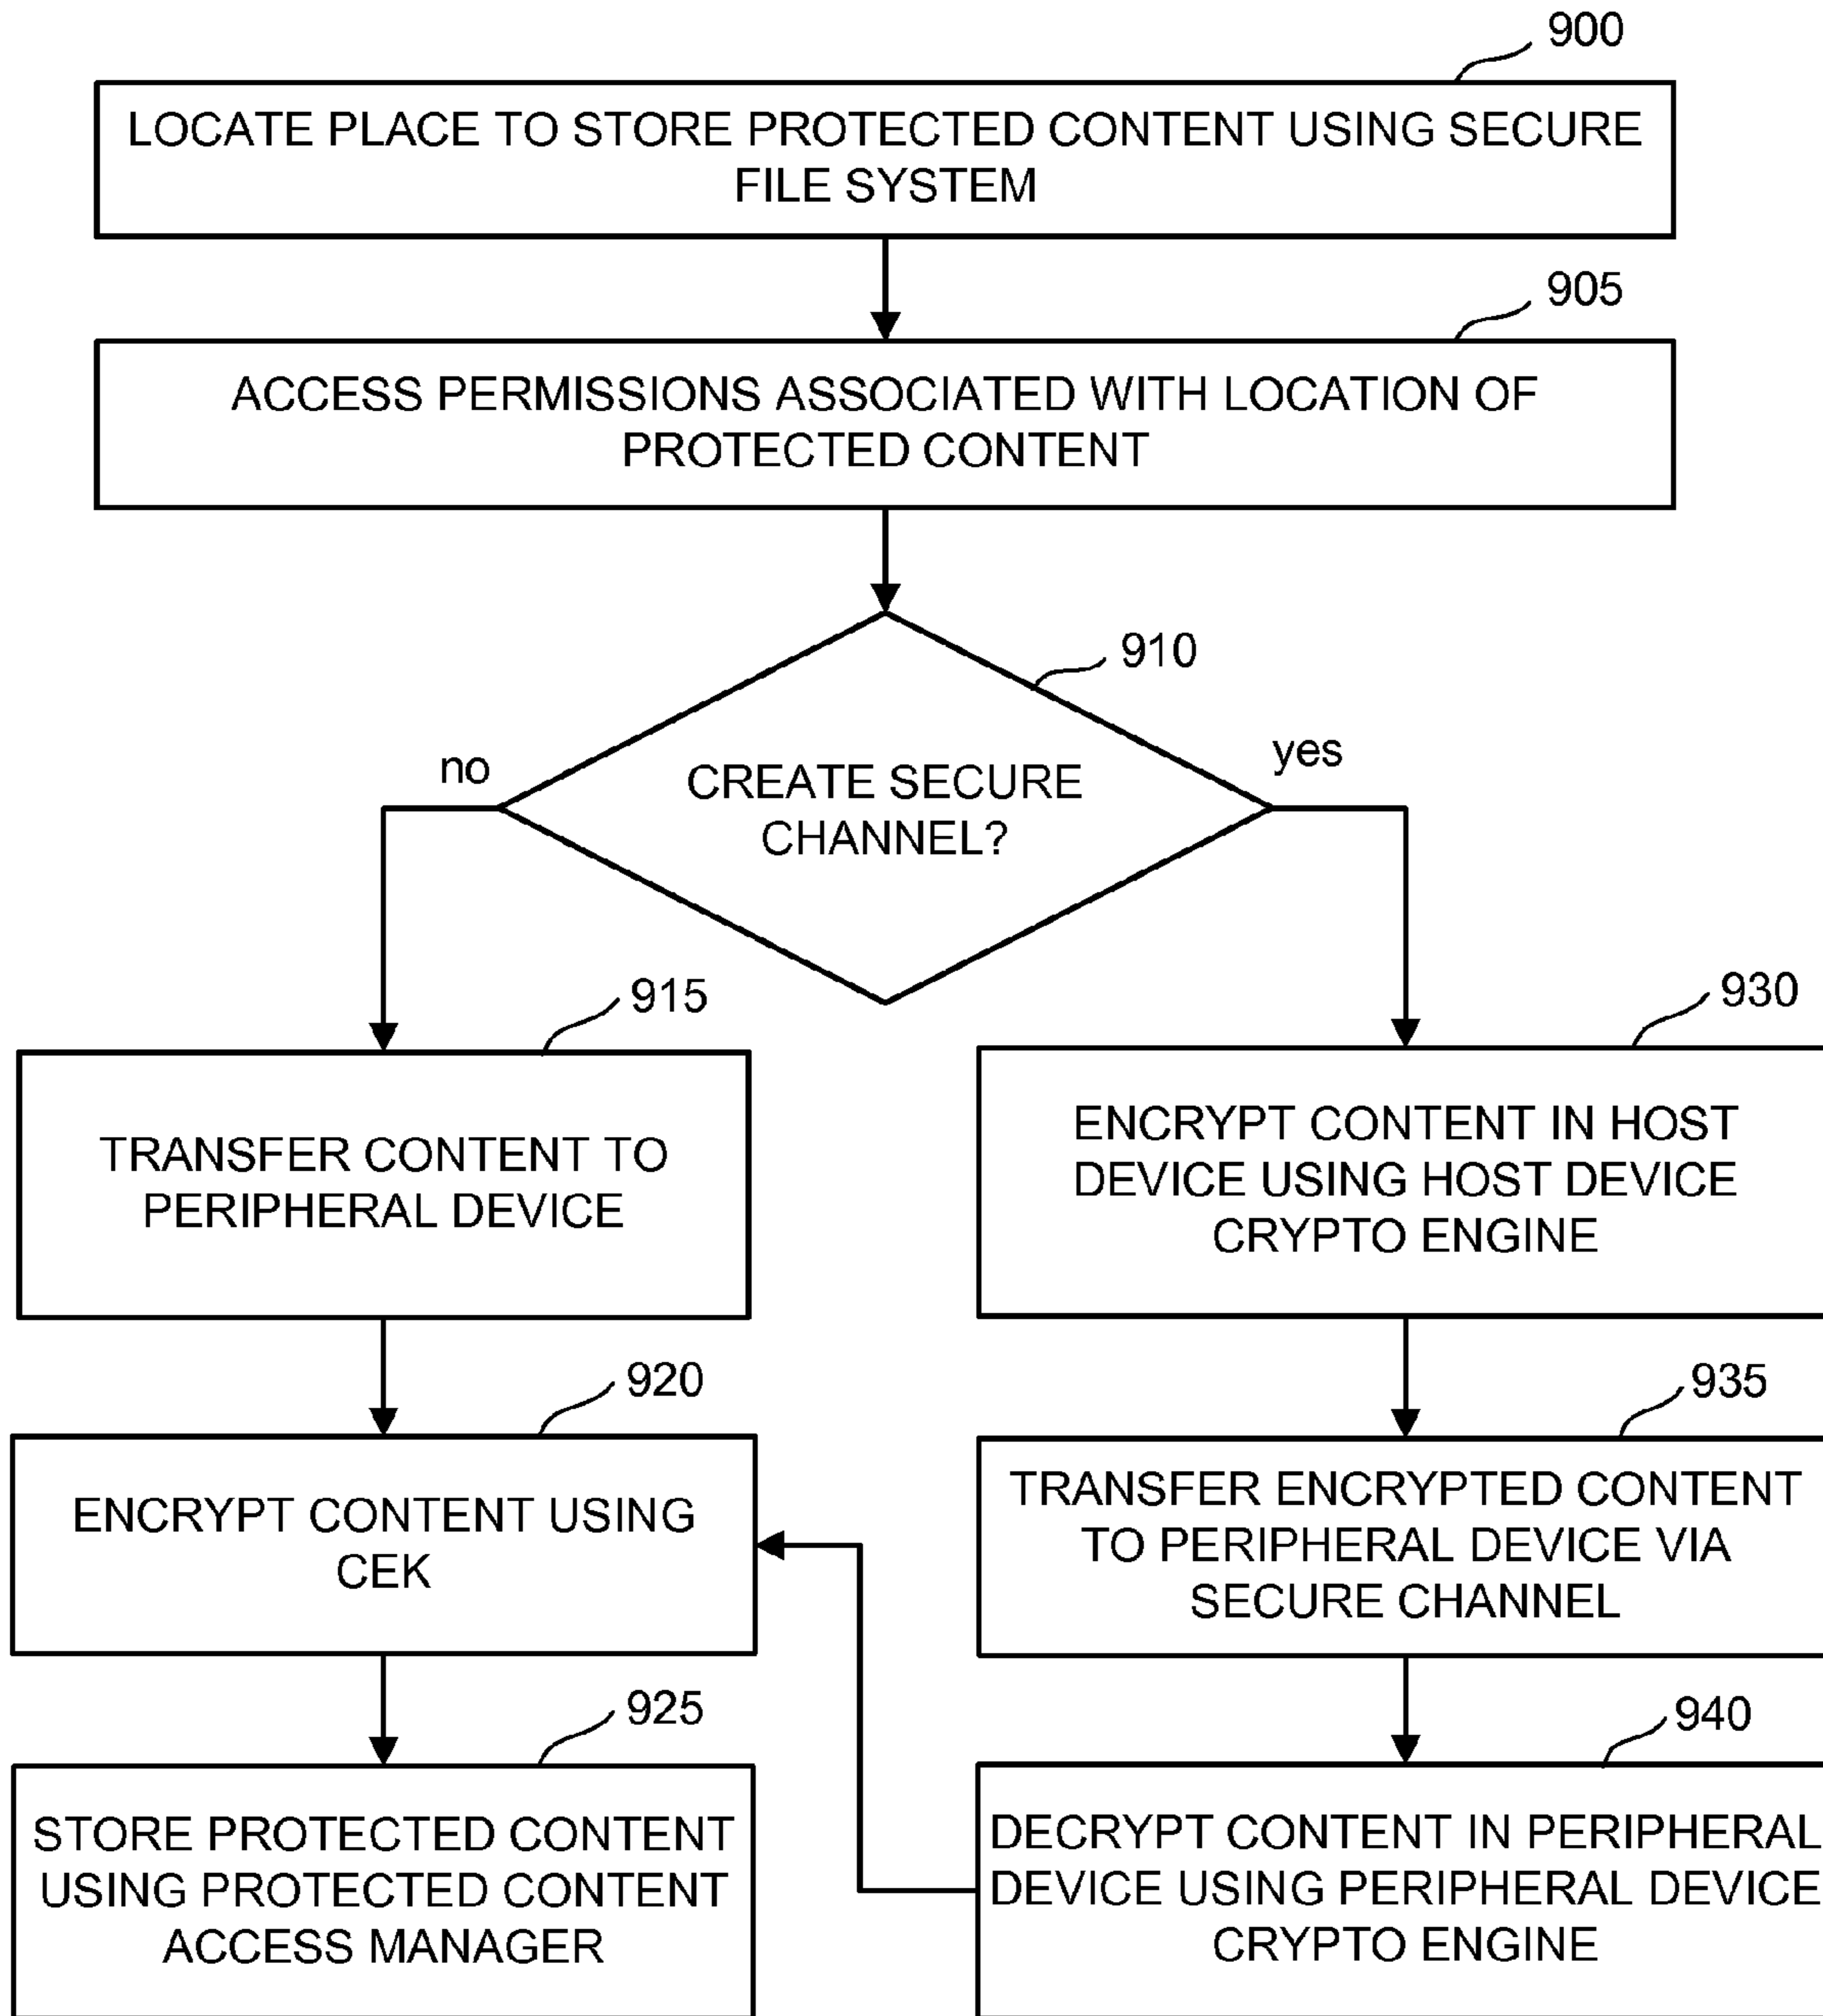 900
LOCATE PLACE TO STORE PROTECTED CONTENT USING SECURE
FILE SYSTEM
905
ACCESS PERMISSIONS ASSOCIATED WITH LOCATION OF
PROTECTED CONTENT
910
no
yes
CREATE SECURE
CHANNEL?
915
TRANSFER CONTENT TO
PERIPHERAL DEVICE
920
ENCRYPT CONTENT USING
CEK
925
STORE PROTECTED CONTENT
USING PROTECTED CONTENT
ACCESS MANAGER
930
ENCRYPT CONTENT IN HOST
DEVICE USING HOST DEVICE
CRYPTO ENGINE
935
TRANSFER ENCRYPTED CONTENT
TO PERIPHERAL DEVICE VIA
SECURE CHANNEL
940
DECRYPT CONTENT IN PERIPHERAL
DEVICE USING PERIPHERAL DEVICE
CRYPTO ENGINE